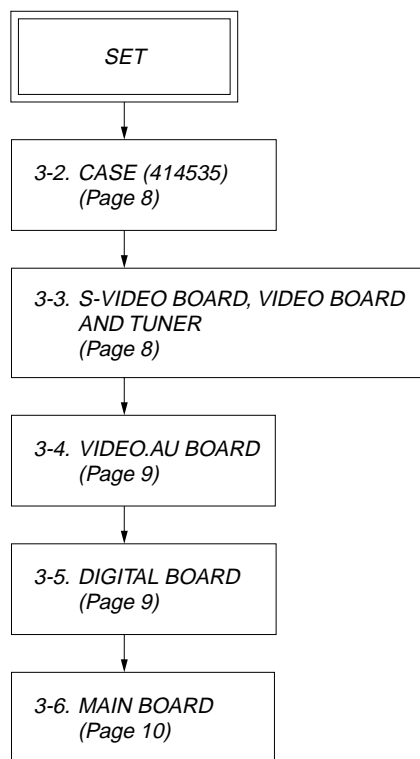 SET
3-2. CASE (414535)
(Page 8)
3-3. S-VIDEO BOARD, VIDEO BOARD
AND TUNER
(Page 8)
3-4. VIDEO.AU BOARD
(Page 9)
3-5. DIGITAL BOARD
(Page 9)
3-6. MAIN BOARD
(Page 10)